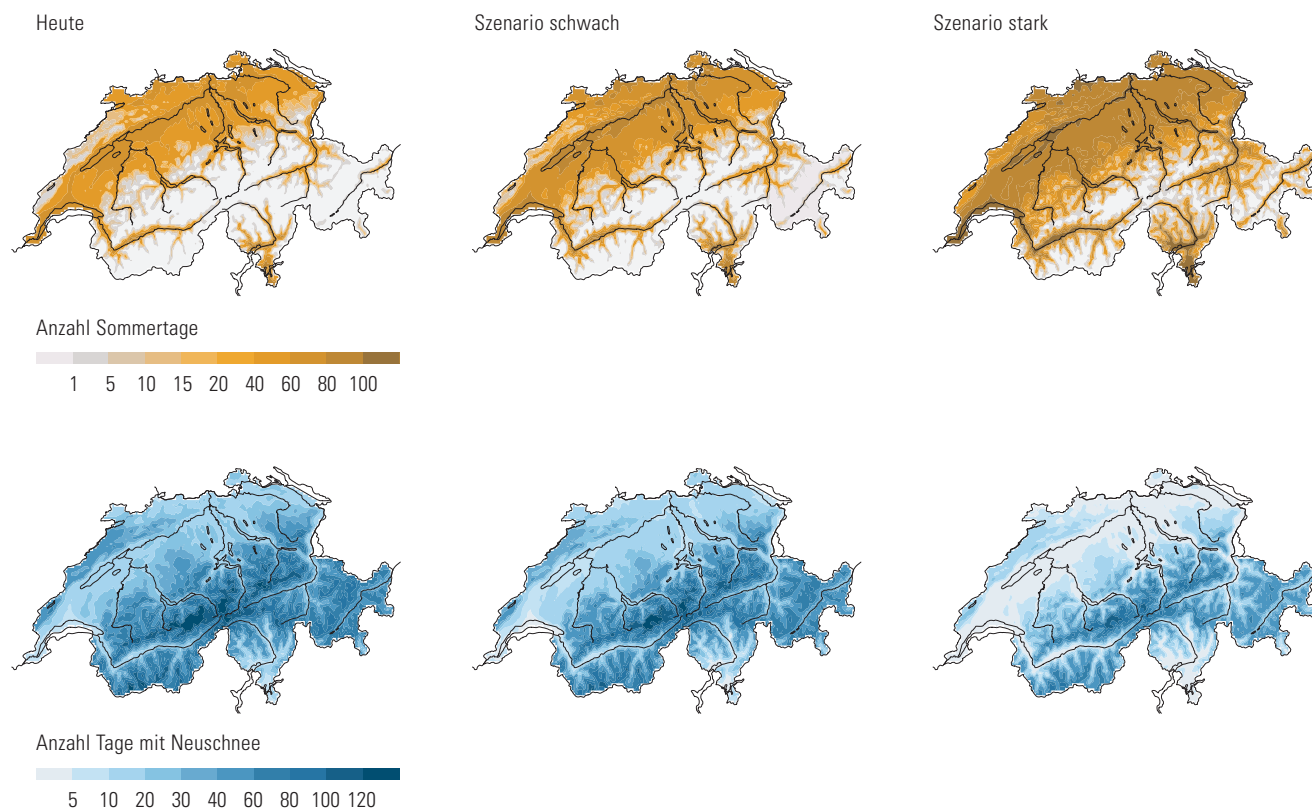 Heute Szenario schwach Szenario stark
Anzahl Sommertage
1 5 10 15 20 40 60 80 100
Anzahl Tage mit Neuschnee
5 10 20 30 40 60 80 100 120